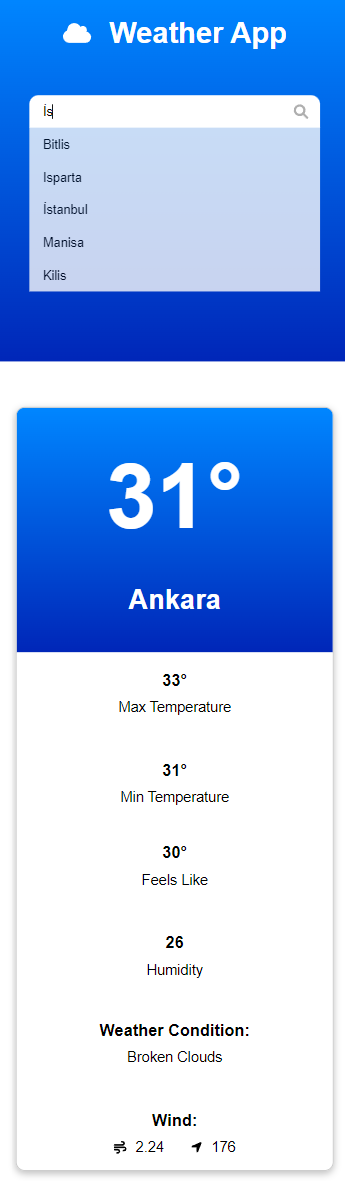 Weather App
İs
Bitlis
Isparta
İstanbul
Manisa
Kilis
31°
Ankara
33°
Max Temperature
31°
Min Temperature
30°
Feels Like
26
Humidity
Weather Condition:
Broken Clouds
Wind:
2.24 176